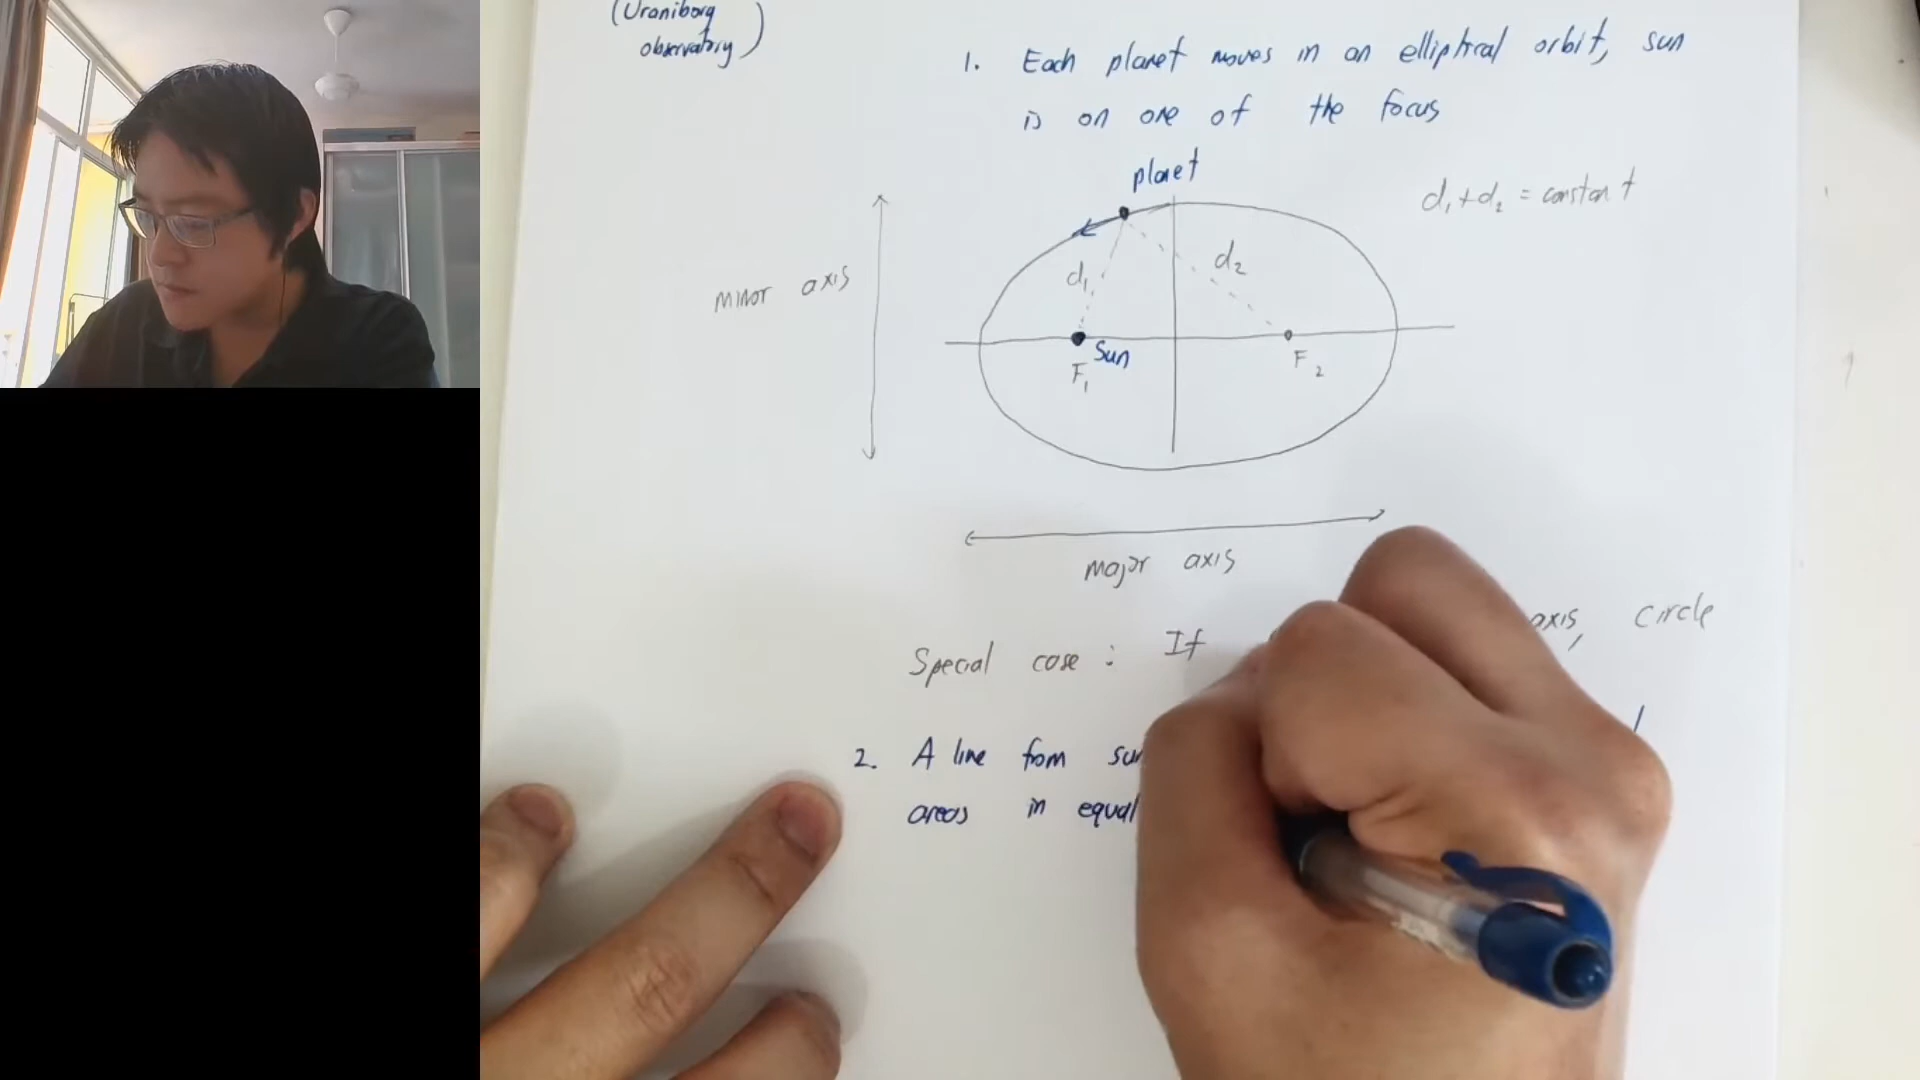 (Uraniborg
observatory)
1. Each planet moves in an elliptical orbit, sun
is on one of the focus
planet
d₁+d₂ = constant
minor axis
d₁
d₂
Sun
F₁
F₂
major axis
Special case : If axis, circle
2. A line from
areas in equal